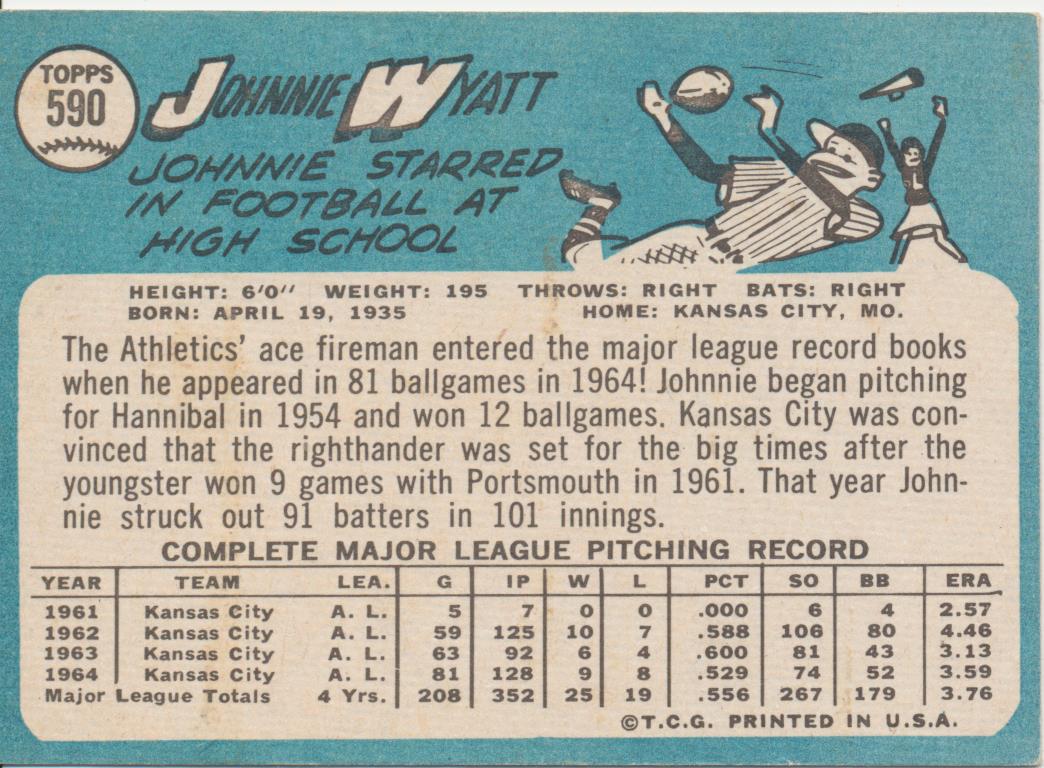 TOPPS
590
JOHNNIE WYATT
JOHNNIE STARRED
IN FOOTBALL AT
HIGH SCHOOL
L
HEIGHT: 6'0" WEIGHT: 195 THROWS: RIGHT BATS: RIGHT
BORN: APRIL 19, 1935 HOME: KANSAS CITY, MO.
The Athletics' ace fireman entered the major league record books
when he appeared in 81 ballgames in 1964! Johnnie began pitching
for Hannibal in 1954 and won 12 ballgames. Kansas City was con-
vinced that the righthander was set for the big times after the
youngster won 9 games with Portsmouth in 1961. That year John-
nie struck out 91 batters in 101 innings.
COMPLETE MAJOR LEAGUE PITCHING RECORD
YEAR TEAM LEA. G IP W L PCT SO BB ERA
1961 Kansas City A. L. 5 7 0 0 .000 6 4 2.57
1962 Kansas City A. L. 59 125 10 7 .588 106 80 4.46
1963 Kansas City A. L. 63 92 6 4 .600 81 43 3.13
1964 Kansas City A. L. 81 128 9 8 .529 74 52 3.59
Major League Totals 4 Yrs. 208 352 25 19 .556 267 179 3.76
©T.C.G. PRINTED IN U.S.A.